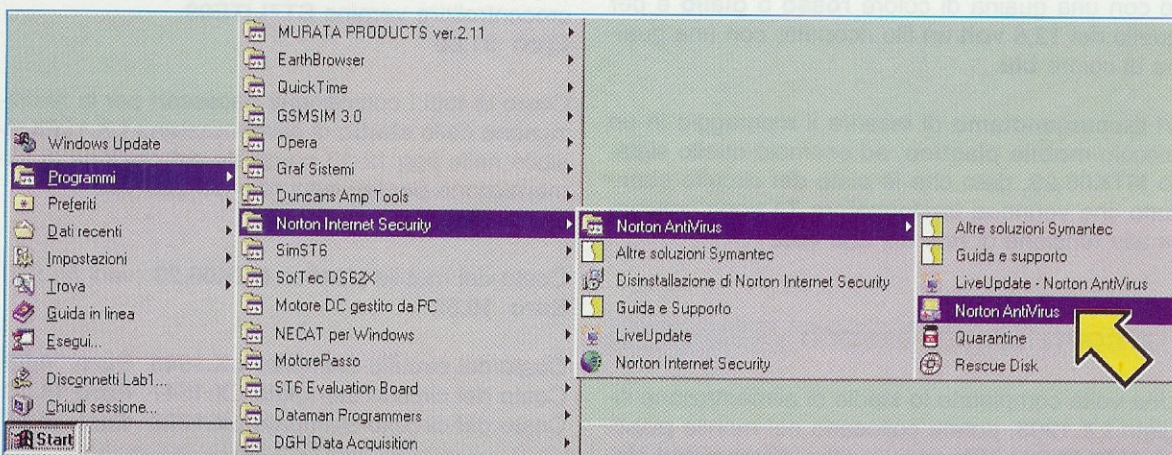 Windows Update
Programmi
Preferiti
Dati recenti
Impostazioni
Trova
Guida in linea
Esegui...
Disconnetti Lab1...
Chiudi sessione...
Start
MURATA PRODUCTS ver.2.11
EarthBrowser
QuickTime
GSMSIM 3.0
Opera
Graf Sistemi
Duncans Amp Tools
Norton Internet Security
SimST6
SofTec DS62X
Motore DC gestito da PC
NECAT per Windows
MotorePasso
ST6 Evaluation Board
Dataman Programmers
DGH Data Acquisition
Norton AntiVirus
Altre soluzioni Symantec
Disinstallazione di Norton Internet Security
Guida e Supporto
LiveUpdate
Norton Internet Security
Altre soluzioni Symantec
Guida e supporto
LiveUpdate - Norton AntiVirus
Norton AntiVirus
Quarantine
Rescue Disk